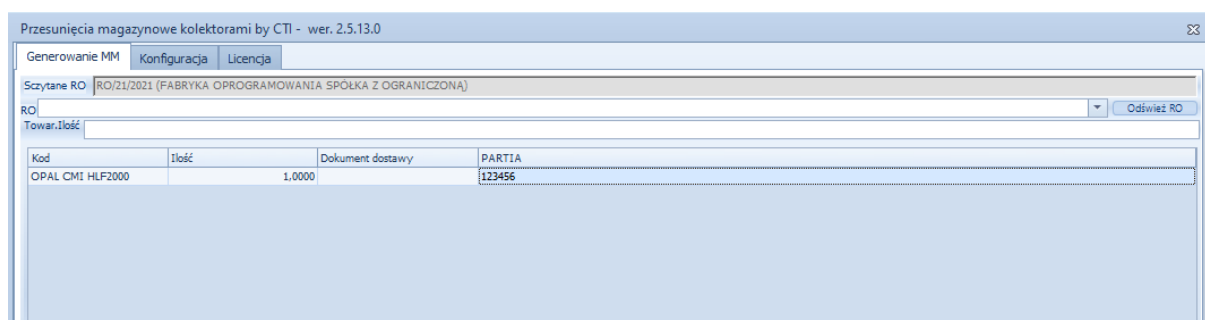 Przesunięcia magazynowe kolektorami by CTI - wer. 2.5.13.0
Generowanie MM Konfiguracja Licencja
Sczytane RO RO/21/2021 (FABRYKA OPROGRAMOWANIA SPÓŁKA Z OGRANICZONĄ)
RO Odśwież RO
Towar.Ilość
Kod Ilość Dokument dostawy PARTIA
OPAL CMI HLF2000 1,0000 123456